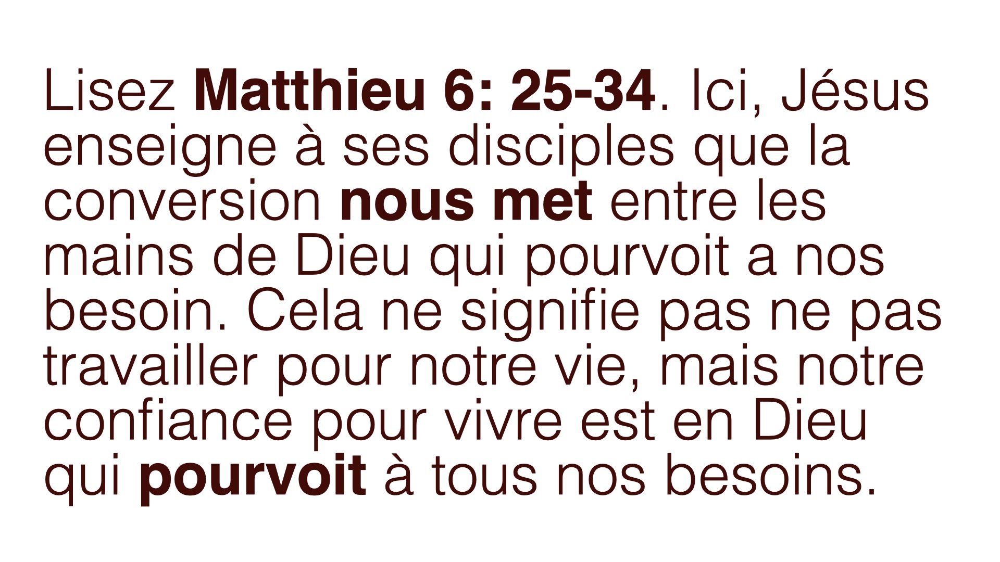 Lisez Matthieu 6: 25-34. Ici, Jésus
enseigne à ses disciples que la
conversion nous met entre les
mains de Dieu qui pourvoit a nos
besoin. Cela ne signifie pas ne pas
travailler pour notre vie, mais notre
confiance pour vivre est en Dieu
qui pourvoit à tous nos besoins.